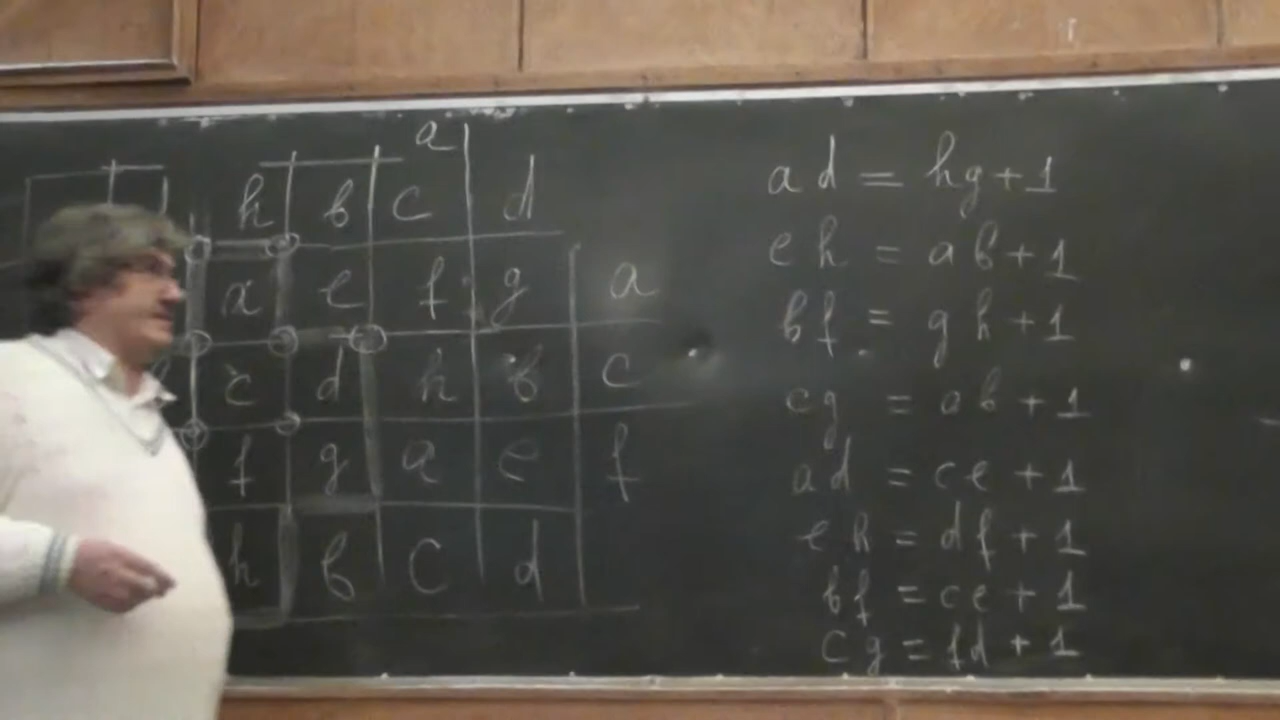 a
h b c d
a e f g a
c d h b c
f g a e f
h b c d
ad = hg+1
eh = ab+1
bf = gh+1
cg = ab+1
ad = ce+1
eh = df+1
bf = ce+1
cg = fd+1